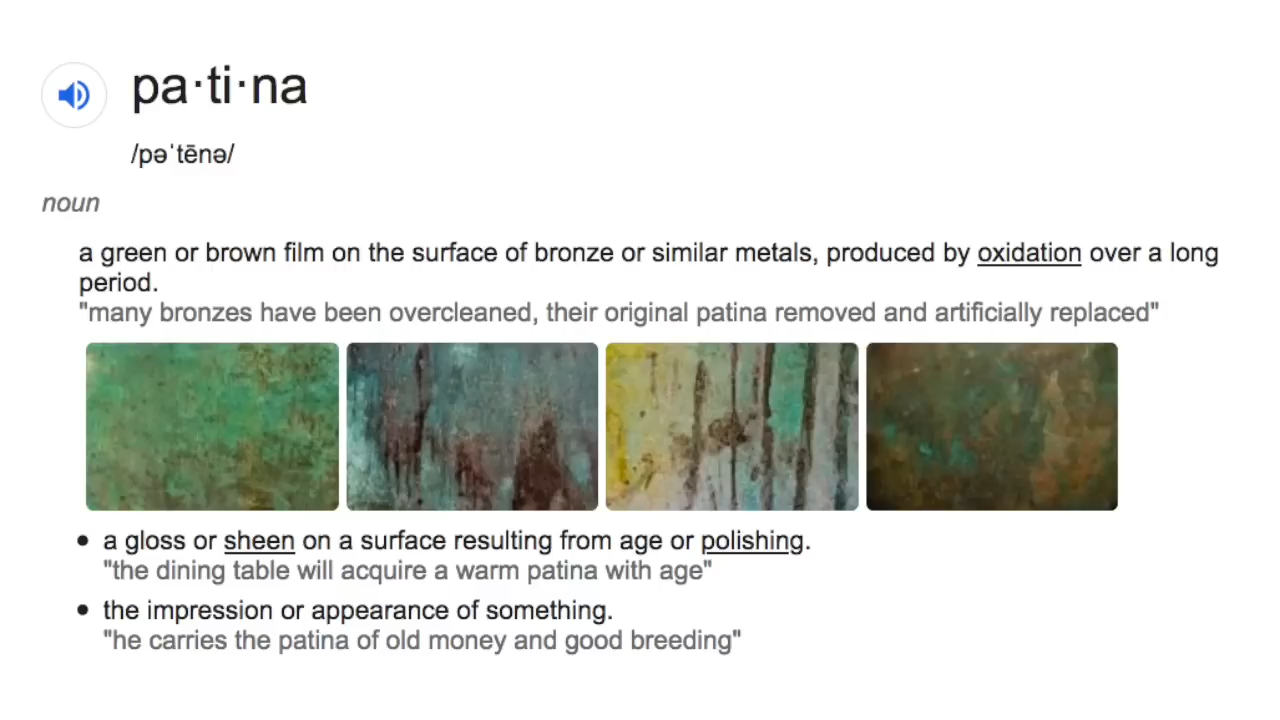 pa·ti·na
/pəˈtēnə/
noun
a green or brown film on the surface of bronze or similar metals, produced by oxidation over a long
period.
"many bronzes have been overcleaned, their original patina removed and artificially replaced"
• a gloss or sheen on a surface resulting from age or polishing.
"the dining table will acquire a warm patina with age"
• the impression or appearance of something.
"he carries the patina of old money and good breeding"